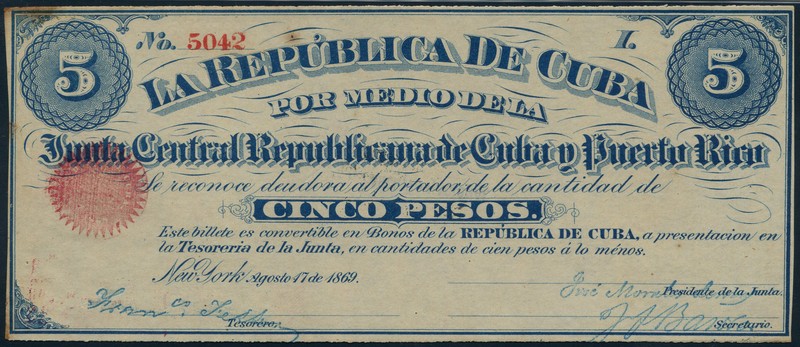 5 No. 5042 I. 5
LA REPÚBLICA DE CUBA
POR MEDIO DE LA
Junta Central Republicana de Cuba y Puerto Rico
Se reconoce deudora al portador, de la cantidad de
CINCO PESOS.
Este billete es convertible en Bonos de la REPÚBLICA DE CUBA, a presentacion en
la Tesoreria de la Junta, en cantidades de cien pesos á lo ménos.
New York Agosto 17 de 1869.
José Morales
Presidente de la Junta.
Tesorero.
Secretario.